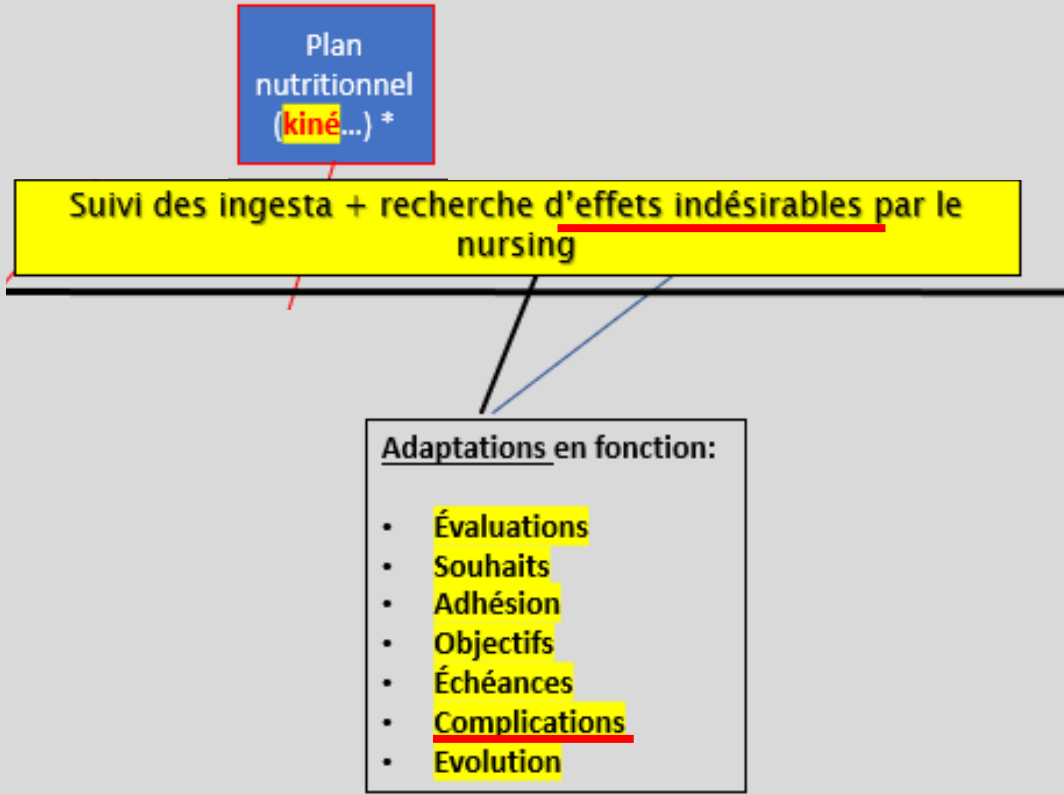 Plan
nutritionnel
(kiné...) *
Suivi des ingesta + recherche d'effets indésirables par le
nursing
Adaptations en fonction:
• Évaluations
• Souhaits
• Adhésion
• Objectifs
• Échéances
• Complications
• Evolution